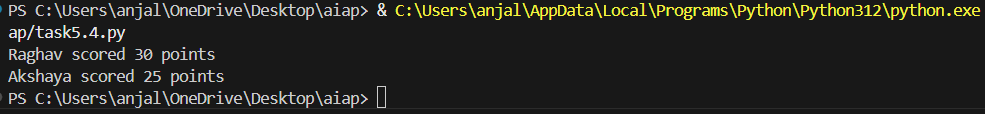 PS C:\Users\anjal\OneDrive\Desktop\aiap> & C:\Users\anjal\AppData\Local\Programs\Python\Python312\python.exe
ap/task5.4.py
Raghav scored 30 points
Akshaya scored 25 points
PS C:\Users\anjal\OneDrive\Desktop\aiap>